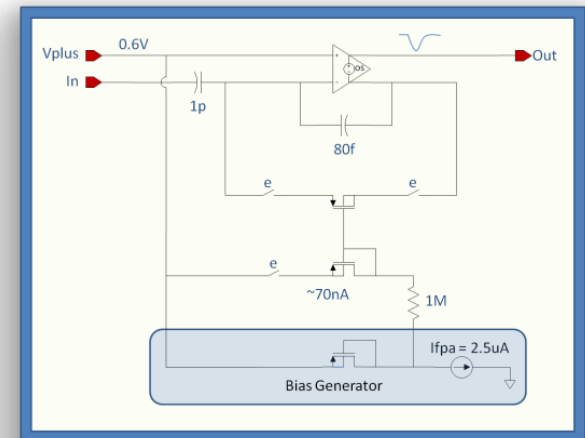 Vplus
0.6V
Out
In
os
1p
80f
e
e
e
~70nA
1M
Ifpa = 2.5uA
Bias Generator